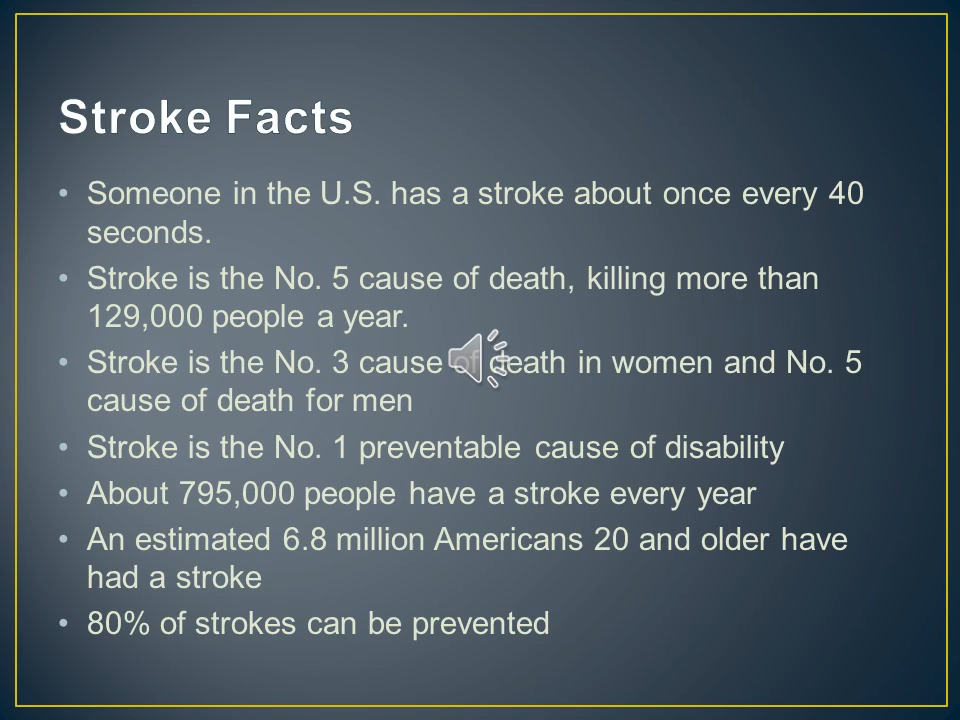 Stroke Facts
• Someone in the U.S. has a stroke about once every 40
seconds.
• Stroke is the No. 5 cause of death, killing more than
129,000 people a year.
• Stroke is the No. 3 cause of death in women and No. 5
cause of death for men
• Stroke is the No. 1 preventable cause of disability
• About 795,000 people have a stroke every year
• An estimated 6.8 million Americans 20 and older have
had a stroke
• 80% of strokes can be prevented